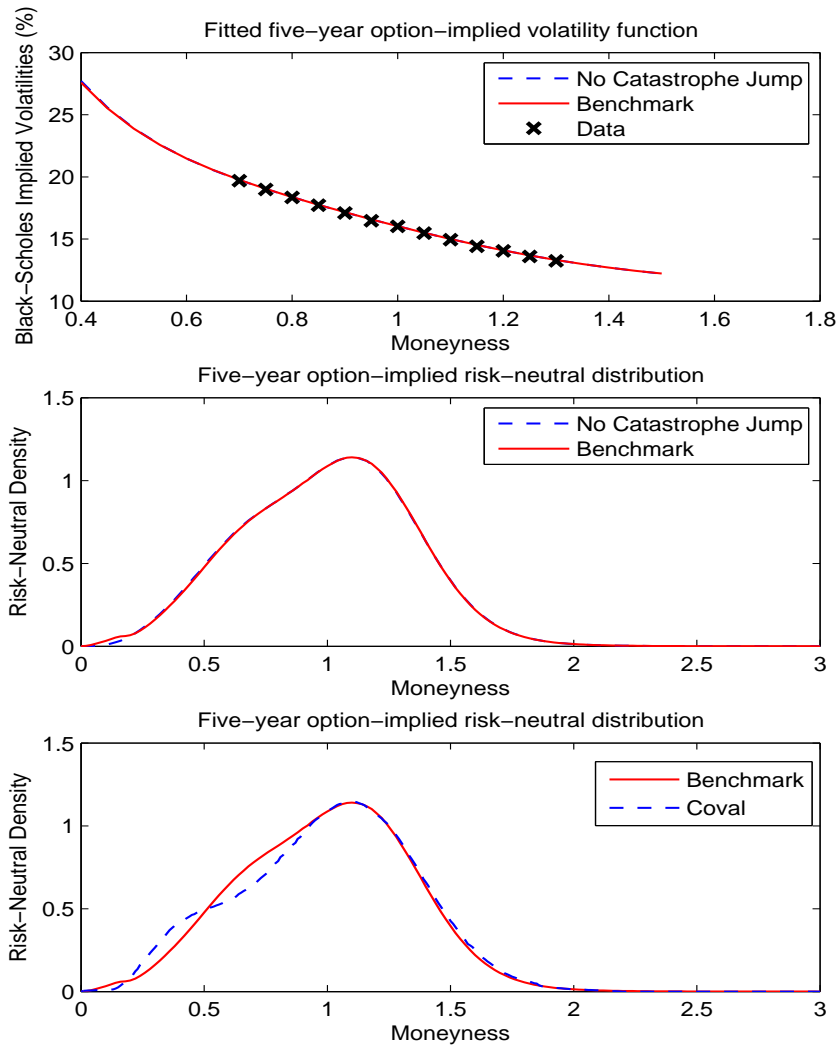 Fitted five−year option−implied volatility function
Black−Scholes Implied Volatilities (%)
30
25
20
15
10
No Catastrophe Jump
Benchmark
Data
0.4 0.6 0.8 1 1.2 1.4 1.6 1.8
Moneyness
Five−year option−implied risk−neutral distribution
Risk−Neutral Density
1.5
1
0.5
0
No Catastrophe Jump
Benchmark
0 0.5 1 1.5 2 2.5 3
Moneyness
Five−year option−implied risk−neutral distribution
Risk−Neutral Density
1.5
1
0.5
0
Benchmark
Coval
0 0.5 1 1.5 2 2.5 3
Moneyness